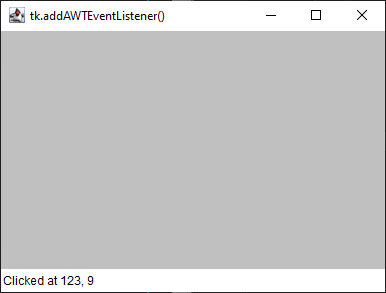 tk.addAWTEventListener()
Clicked at 123, 9